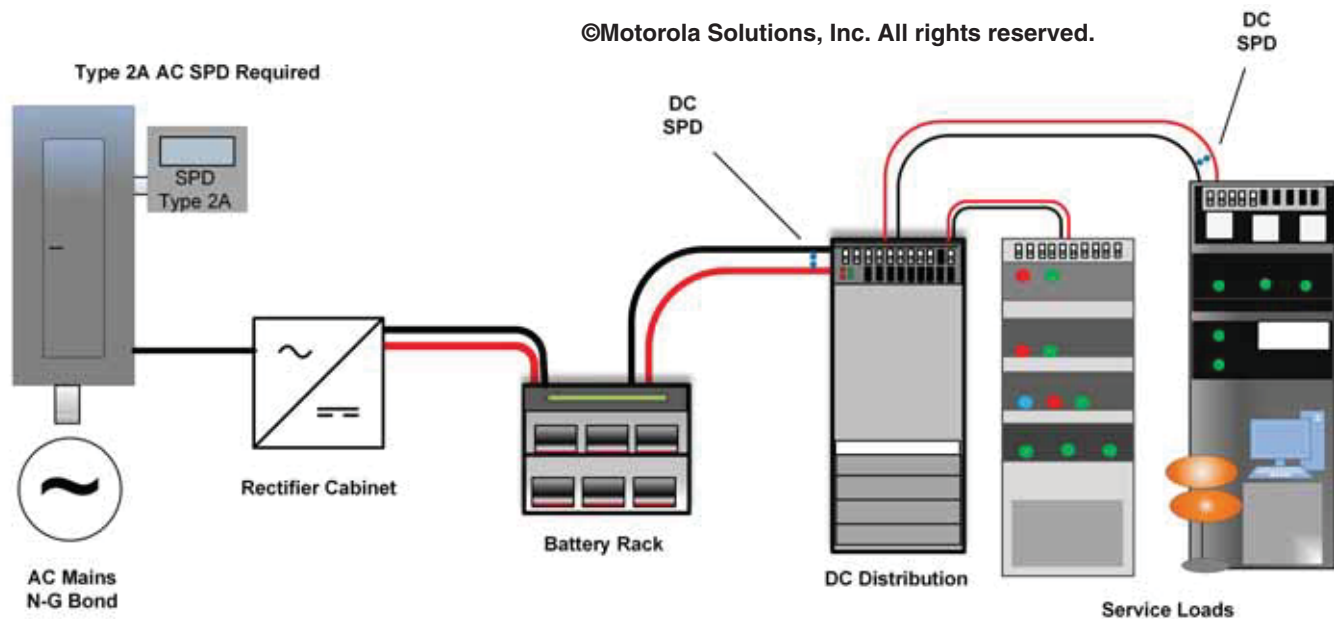 ©Motorola Solutions, Inc. All rights reserved.
DC
SPD
Type 2A AC SPD Required
DC
SPD
SPD
Type 2A
Rectifier Cabinet
Battery Rack
AC Mains
N-G Bond
DC Distribution
Service Loads